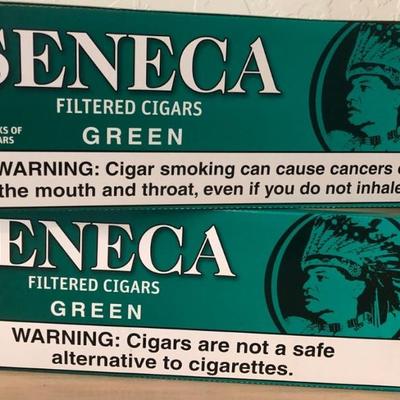 SENECA
FILTERED CIGARS
GREEN
WARNING: Cigar smoking can cause cancers
the mouth and throat, even if you do not inhale
SENECA
FILTERED CIGARS
GREEN
WARNING: Cigars are not a safe
alternative to cigarettes.